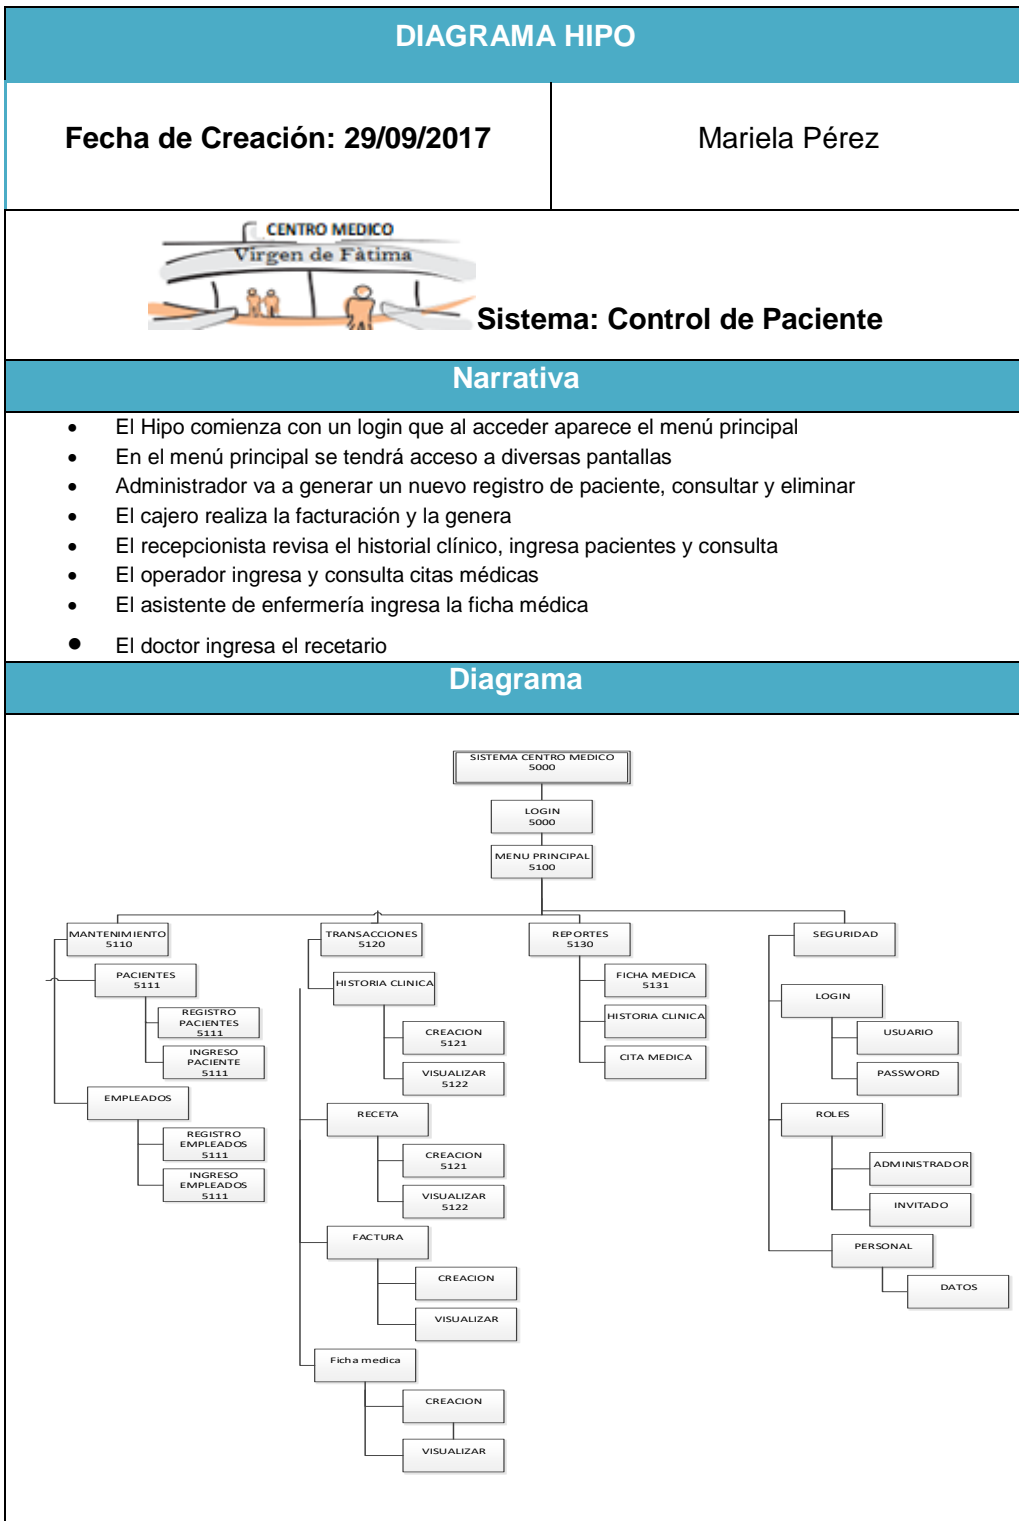 DIAGRAMA HIPO
Fecha de Creación: 29/09/2017
Mariela Pérez
CENTRO MEDICO
Virgen de Fàtima
Sistema: Control de Paciente
Narrativa
• El Hipo comienza con un login que al acceder aparece el menú principal
• En el menú principal se tendrá acceso a diversas pantallas
• Administrador va a generar un nuevo registro de paciente, consultar y eliminar
• El cajero realiza la facturación y la genera
• El recepcionista revisa el historial clínico, ingresa pacientes y consulta
• El operador ingresa y consulta citas médicas
• El asistente de enfermería ingresa la ficha médica
• El doctor ingresa el recetario
Diagrama
SISTEMA CENTRO MEDICO
5000
LOGIN
5000
MENU PRINCIPAL
5100
MANTENIMIENTO
5110
PACIENTES
5111
REGISTRO
PACIENTES
5111
INGRESO
PACIENTE
5111
EMPLEADOS
REGISTRO
EMPLEADOS
5111
INGRESO
EMPLEADOS
5111
TRANSACCIONES
5120
HISTORIA CLINICA
CREACION
5121
VISUALIZAR
5122
RECETA
CREACION
5121
VISUALIZAR
5122
FACTURA
CREACION
VISUALIZAR
Ficha medica
CREACION
VISUALIZAR
REPORTES
5130
FICHA MEDICA
5131
HISTORIA CLINICA
CITA MEDICA
SEGURIDAD
LOGIN
USUARIO
PASSWORD
ROLES
ADMINISTRADOR
INVITADO
PERSONAL
DATOS